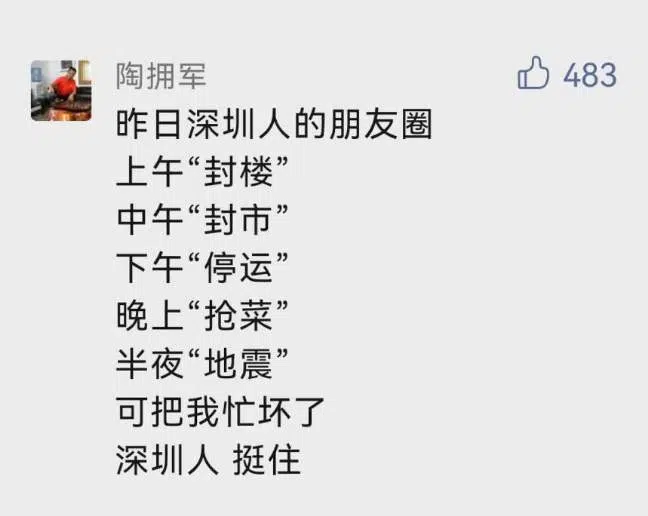 陶拥军
483
昨日深圳人的朋友圈
上午“封楼”
中午“封市”
下午“停运”
晚上“抢菜”
半夜“地震”
可把我忙坏了
深圳人 挺住